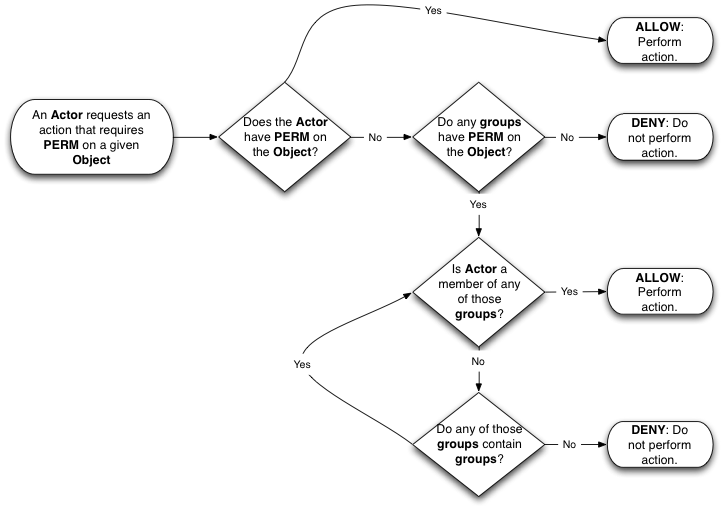 Yes
ALLOW:
Perform
action.
An Actor requests an
action that requires
PERM on a given
Object
Does the Actor
have PERM on
the Object?
No
Do any groups
have PERM on
the Object?
No
DENY: Do
not perform
action.
Yes
Is Actor a
member of any
of those
groups?
Yes
ALLOW:
Perform
action.
Yes
No
Do any of those
groups contain
groups?
No
DENY: Do
not perform
action.